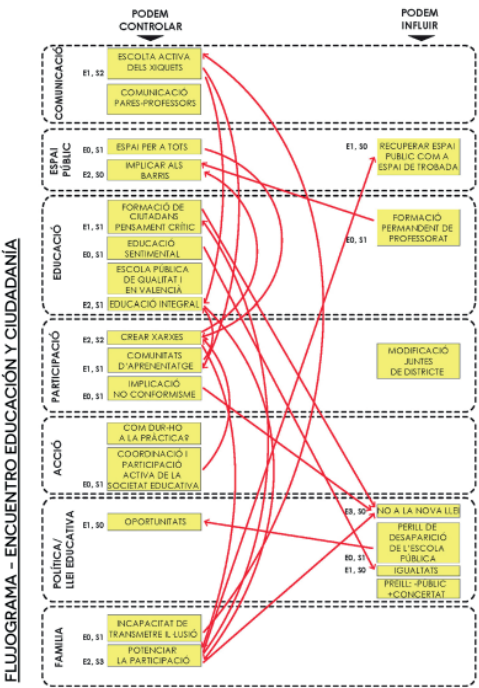 FLUJOGRAMA - ENCUENTRO EDUCACIÓN Y CIUDADANÍA
PODEM
CONTROLAR
PODEM
INFLUIR
COMUNICACIÓ
E1, S2
ESCOLTA ACTIVA
DELS XIQUETS
COMUNICACIÓ
PARES-PROFESSORS
ESPAI
PÚBLIC
E0, S1
ESPAI PER A TOTS
E2, S0
IMPLICAR ALS
BARRIS
E1, S0
RECUPERAR ESPAI
PUBLIC COM A
ESPAI DE TROBADA
EDUCACIÓ
E1, S1
FORMACIÓ DE
CIUTADANS
PENSAMENT CRÍTIC
E0, S1
EDUCACIÓ
SENTIMENTAL
ESCOLA PÚBLICA
DE QUALITAT I
EN VALENCIÀ
E2, S1
EDUCACIÓ INTEGRAL
E0, S1
FORMACIÓ
PERMANDENT DE
PROFESSORAT
PARTICIPACIÓ
E2, S2
CREAR XARXES
E1, S1
COMUNITATS
D'APRENENTATGE
E0, S1
IMPLICACIÓ
NO CONFORMISME
MODIFICACIÓ
JUNTES
DE DISTRICTE
ACCIÓ
COM DUR-HO
A LA PRÀCTICA?
E0, S1
COORDINACIÓ I
PARTICIPACIÓ
ACTIVA DE LA
SOCIETAT EDUCATIVA
POLÍTICA/
LLEI EDUCATIVA
E1, S0
OPORTUNITATS
E3, S0
NO A LA NOVA LLEI
E0, S1
PERILL DE
DESAPARICIÓ
DE L'ESCOLA
PÚBLICA
E1, S0
IGUALTATS
PREILL: -PUBLIC
+CONCERTAT
FAMILIA
E0, S1
INCAPACITAT DE
TRANSMETRE IL·LUSIÓ
E2, S3
POTENCIAR
LA PARTICIPACIÓ